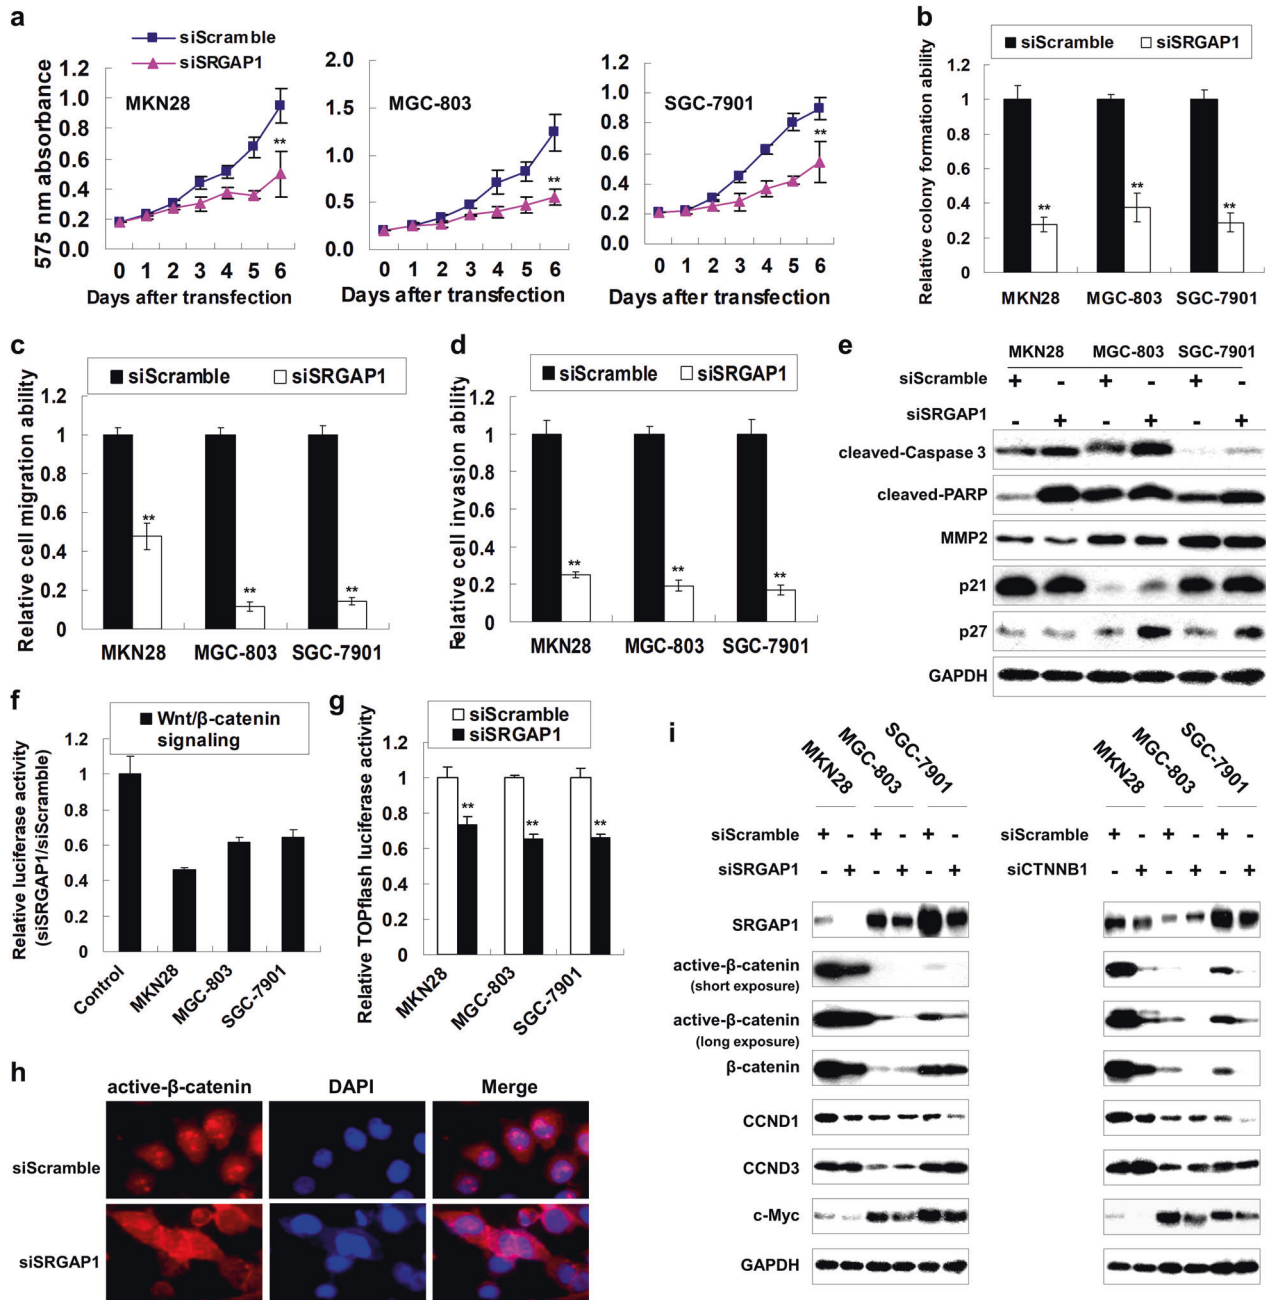 a
siScramble
siSRGAP1
575 nm absorbance
1.2
1.0
0.8
0.6
0.4
0.2
0.0
MKN28
**
0 1 2 3 4 5 6
Days after transfection
2.0
1.5
1.0
0.5
0.0
MGC-803
**
0 1 2 3 4 5 6
Days after transfection
1.2
1.0
0.8
0.6
0.4
0.2
0.0
SGC-7901
**
0 1 2 3 4 5 6
Days after transfection
b
siScramble siSRGAP1
Relative colony formation ability
1.2
1
0.8
0.6
0.4
0.2
0
** ** **
MKN28 MGC-803 SGC-7901
c
siScramble siSRGAP1
Relative cell migration ability
1.2
1
0.8
0.6
0.4
0.2
0
** ** **
MKN28 MGC-803 SGC-7901
d
siScramble siSRGAP1
Relative cell invasion ability
1.2
1
0.8
0.6
0.4
0.2
0
** ** **
MKN28 MGC-803 SGC-7901
e
MKN28 MGC-803 SGC-7901
siScramble + - + - + -
siSRGAP1 - + - + - +
cleaved-Caspase 3
cleaved-PARP
MMP2
p21
p27
GAPDH
f
Wnt/β-catenin
signaling
Relative luciferase activity
(siSRGAP1/siScramble)
1.2
1
0.8
0.6
0.4
0.2
0
Control MKN28 MGC-803 SGC-7901
g
siScramble
siSRGAP1
Relative TOPflash luciferase activity
1.2
1
0.8
0.6
0.4
0.2
0
** ** **
MKN28 MGC-803 SGC-7901
h
active-β-catenin DAPI Merge
siScramble
siSRGAP1
i
MKN28 MGC-803 SGC-7901
siScramble + - + - + -
siSRGAP1 - + - + - +
MKN28 MGC-803 SGC-7901
siScramble + - + - + -
siCTNNB1 - + - + - +
SRGAP1
active-β-catenin
(short exposure)
active-β-catenin
(long exposure)
β-catenin
CCND1
CCND3
c-Myc
GAPDH